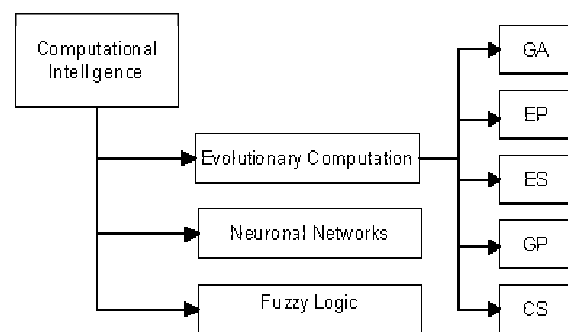 Computational
Intelligence
GA
EP
Evolutionary Computation
ES
Neuronal Networks
GP
Fuzzy Logic
CS